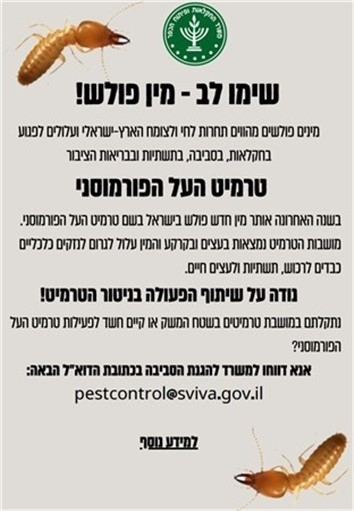 משרד החקלאות ופיתוח הכפר
שימו לב - מין פולש!
מינים פולשים מהווים תחרות לחי ולצומח הארץ-ישראלי ועלולים לפגוע
בחקלאות, בסביבה, בתשתיות ובבריאות הציבור
טרמיט העל הפורמוסני
בשנה האחרונה אותר מין חדש פולש בישראל בשם טרמיט העל הפורמוסני.
מושבות הטרמיט נמצאות בעצים ובקרקע והמין עלול לגרום לנזקים כלכליים
כבדים לרכוש, תשתיות ולעצים חיים.
נודה על שיתוף הפעולה בניטור הטרמיט!
נתקלתם במושבת טרמיטים בשטח המשק או קיים חשד לפעילות טרמיט העל
הפורמוסני?
אנא דווחו למשרד להגנת הסביבה בכתובת הדוא"ל הבאה:
pestcontrol@sviva.gov.il
למידע נוסף